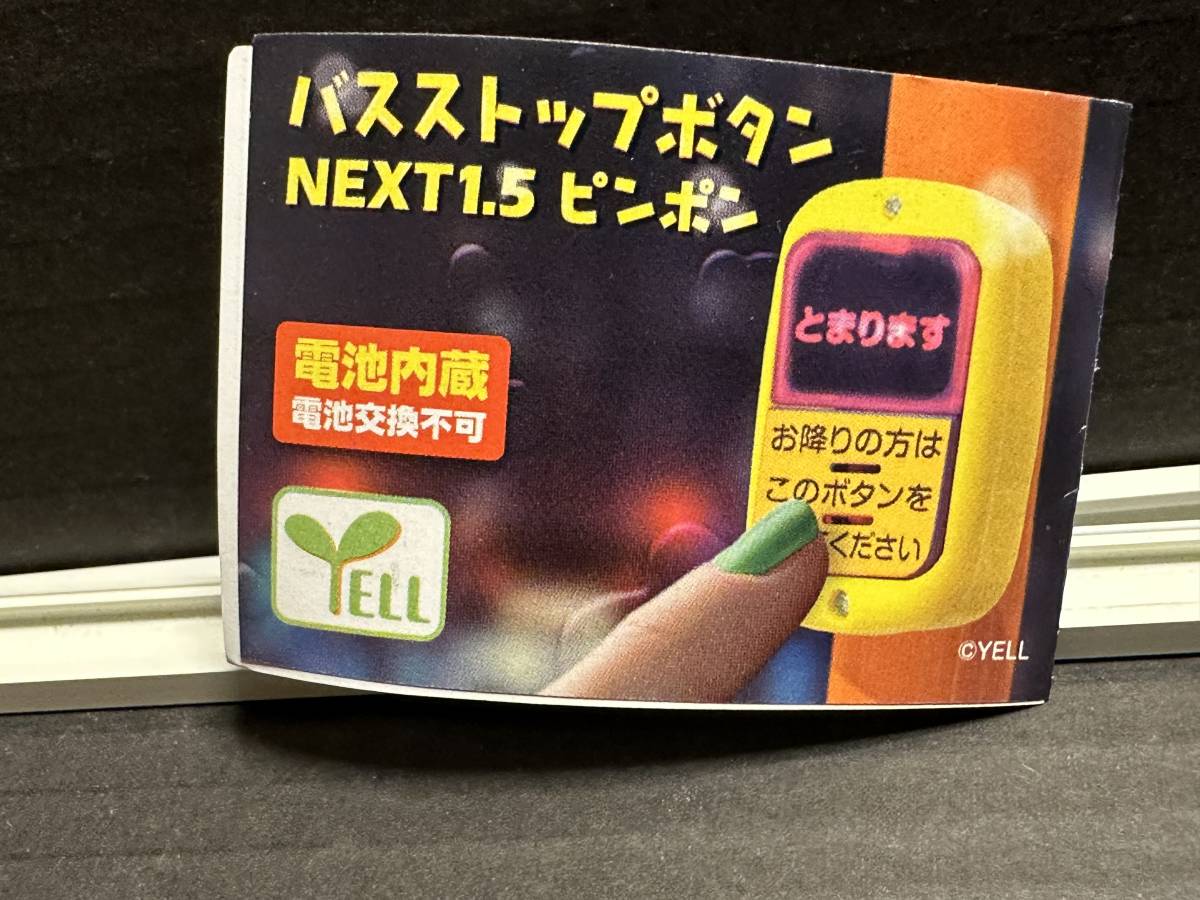 バスストップボタン
NEXT1.5 ピンポン
電池内蔵
電池交換不可
YELL
とまります
お降りの方は
このボタンを
ください
©YELL